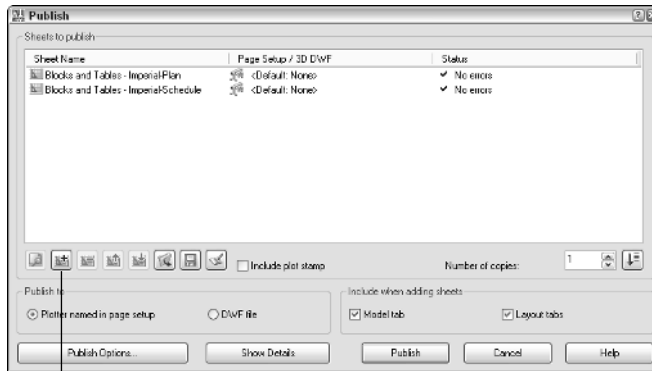 Publish
Sheets to publish
Sheet Name Page Setup / 3D DWF Status
Blocks and Tables - Imperial-Plan <Default: None> No errors
Blocks and Tables - Imperial-Schedule <Default: None> No errors
Include plot stamp Number of copies: 1
Publish to Include when adding sheets
Plotter named in page setup DWF file Model tab Layout tabs
Publish Options... Show Details Publish Cancel Help